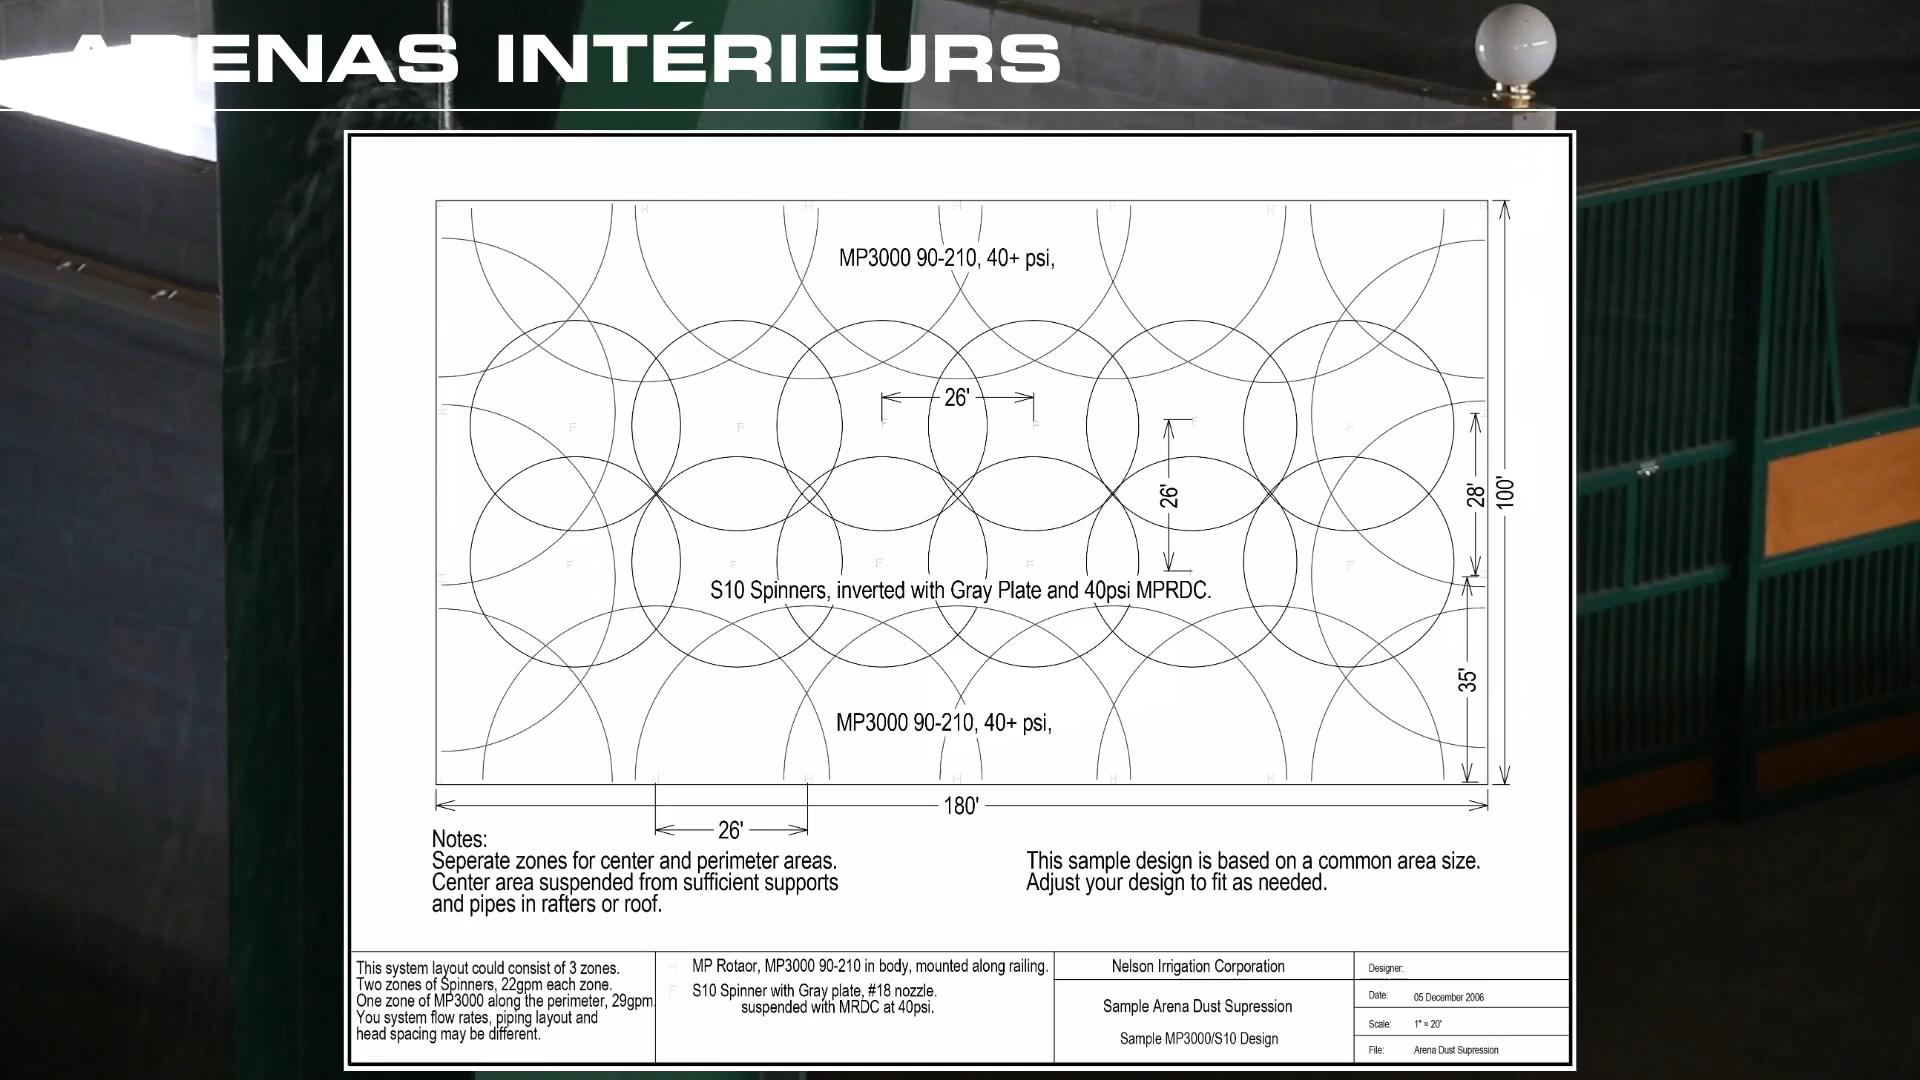 ARENAS INTÉRIEURS
MP3000 90-210, 40+ psi,
26'
26'
28'
100'
S10 Spinners, inverted with Gray Plate and 40psi MPRDC.
35'
MP3000 90-210, 40+ psi,
180'
26'
Notes:
Seperate zones for center and perimeter areas.
Center area suspended from sufficient supports
and pipes in rafters or roof.
This sample design is based on a common area size.
Adjust your design to fit as needed.
This system layout could consist of 3 zones.
Two zones of Spinners, 22gpm each zone.
One zone of MP3000 along the perimeter, 29gpm.
You system flow rates, piping layout and
head spacing may be different.
H MP Rotaor, MP3000 90-210 in body, mounted along railing.
F S10 Spinner with Gray plate, #18 nozzle.
suspended with MRDC at 40psi.
Nelson Irrigation Corporation
Sample Arena Dust Supression
Sample MP3000/S10 Design
Designer:
Date: 05 December 2006
Scale: 1" = 20'
File: Arena Dust Supression